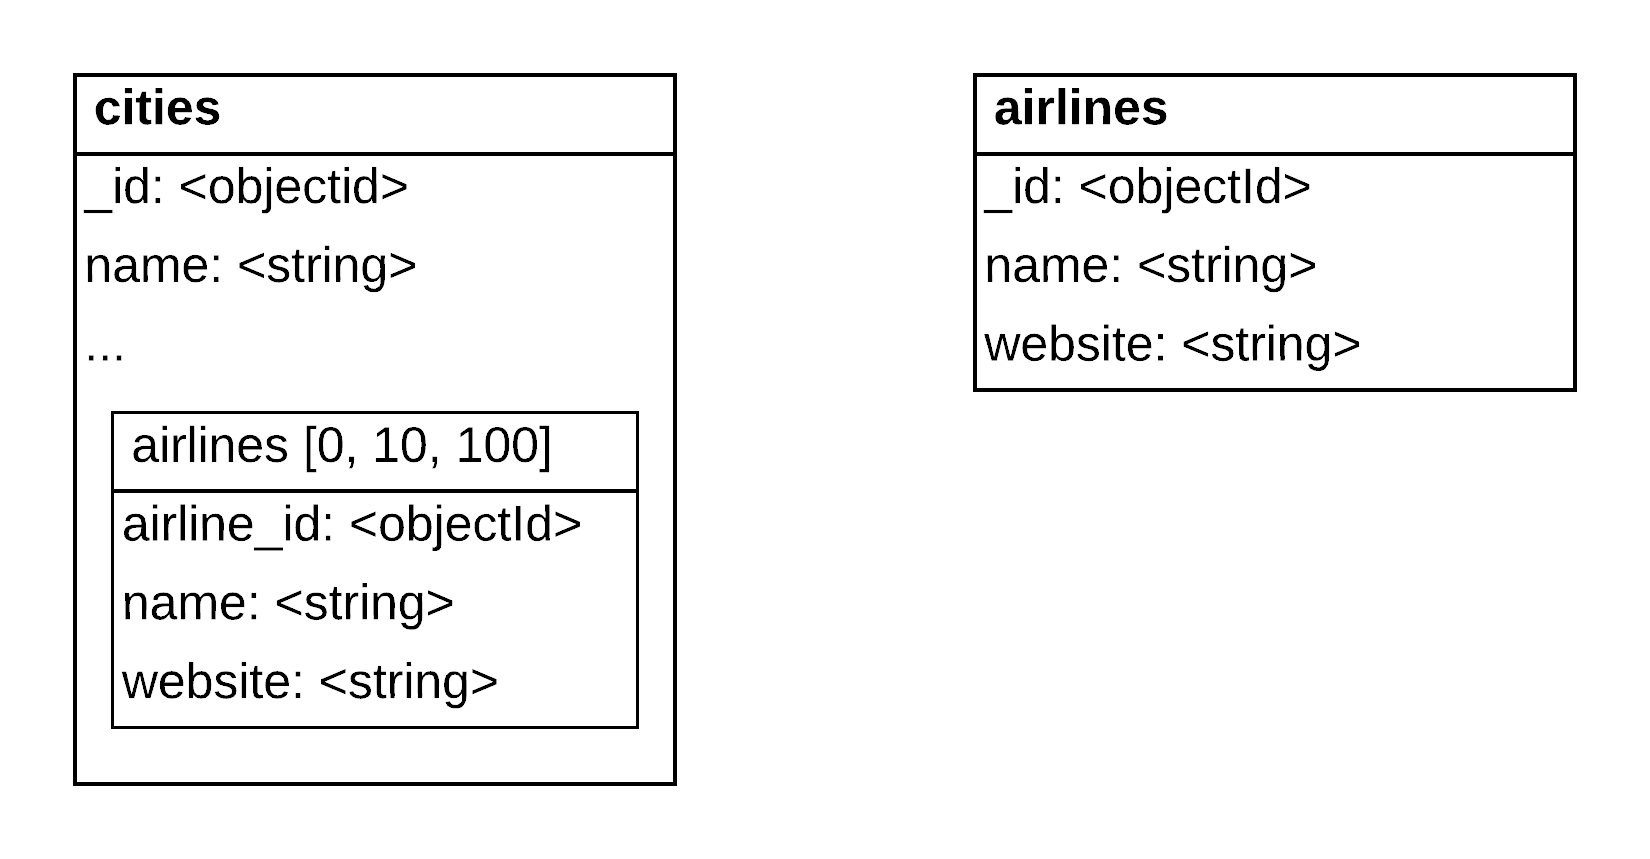 cities
_id: <objectid>
name: <string>
...
airlines [0, 10, 100]
airline_id: <objectId>
name: <string>
website: <string>
airlines
_id: <objectId>
name: <string>
website: <string>